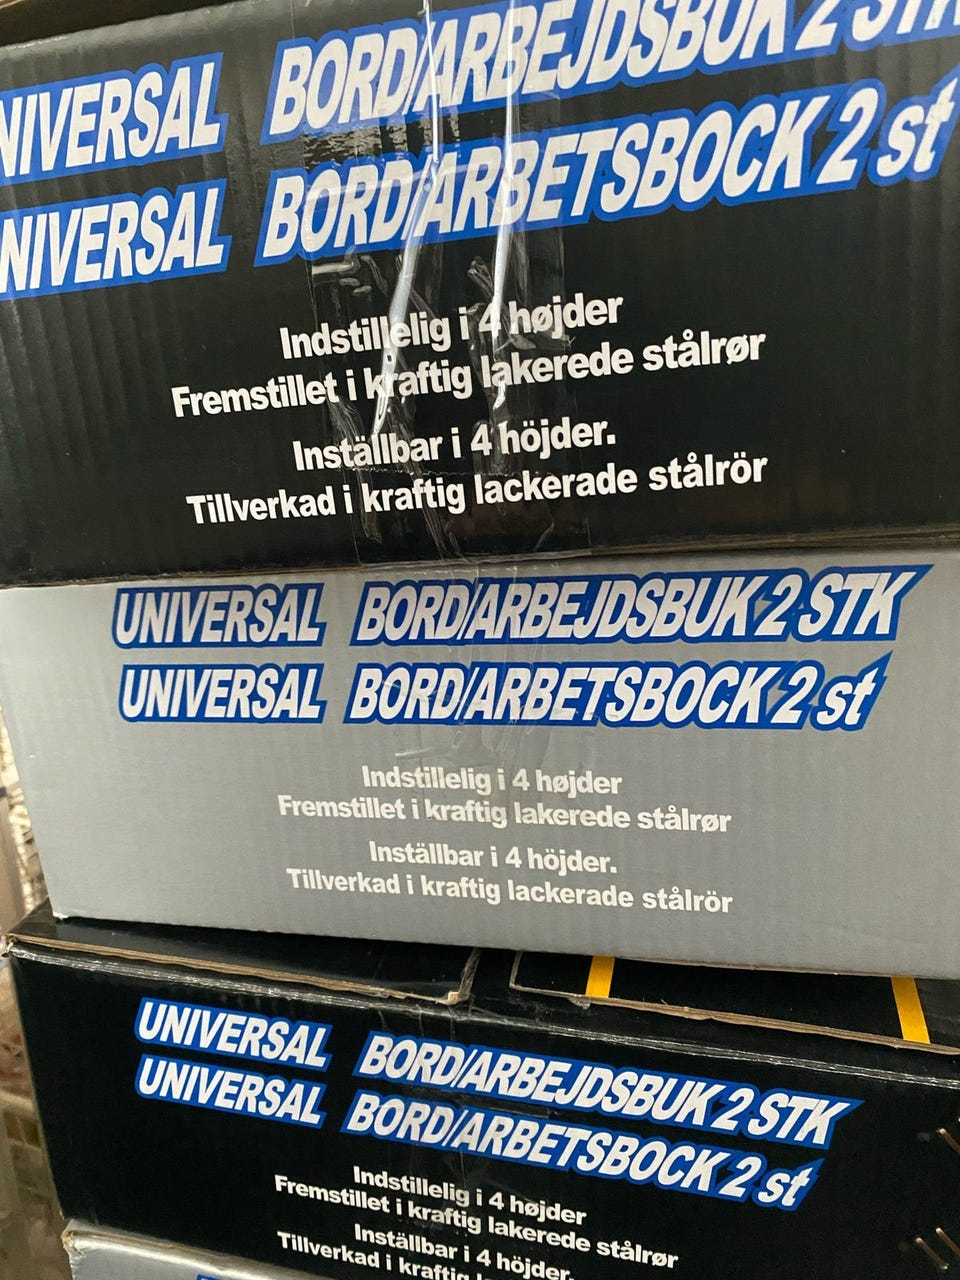 NIVERSAL BORD/ARBEJDSBUK 2 STK
NIVERSAL BORD/ARBETSBOCK 2 st
Indstillelig i 4 højder
Fremstillet i kraftig lakerede stålrør
Inställbar i 4 höjder.
Tillverkad i kraftig lackerade stålrör
UNIVERSAL BORD/ARBEJDSBUK 2 STK
UNIVERSAL BORD/ARBETSBOCK 2 st
Indstillelig i 4 højder
Fremstillet i kraftig lakerede stålrør
Inställbar i 4 höjder.
Tillverkad i kraftig lackerade stålrör
UNIVERSAL BORD/ARBEJDSBUK 2 STK
UNIVERSAL BORD/ARBETSBOCK 2 st
Indstillelig i 4 højder
Fremstillet i kraftig lakerede stålrør
Inställbar i 4 höjder.
Tillverkad i kraftig